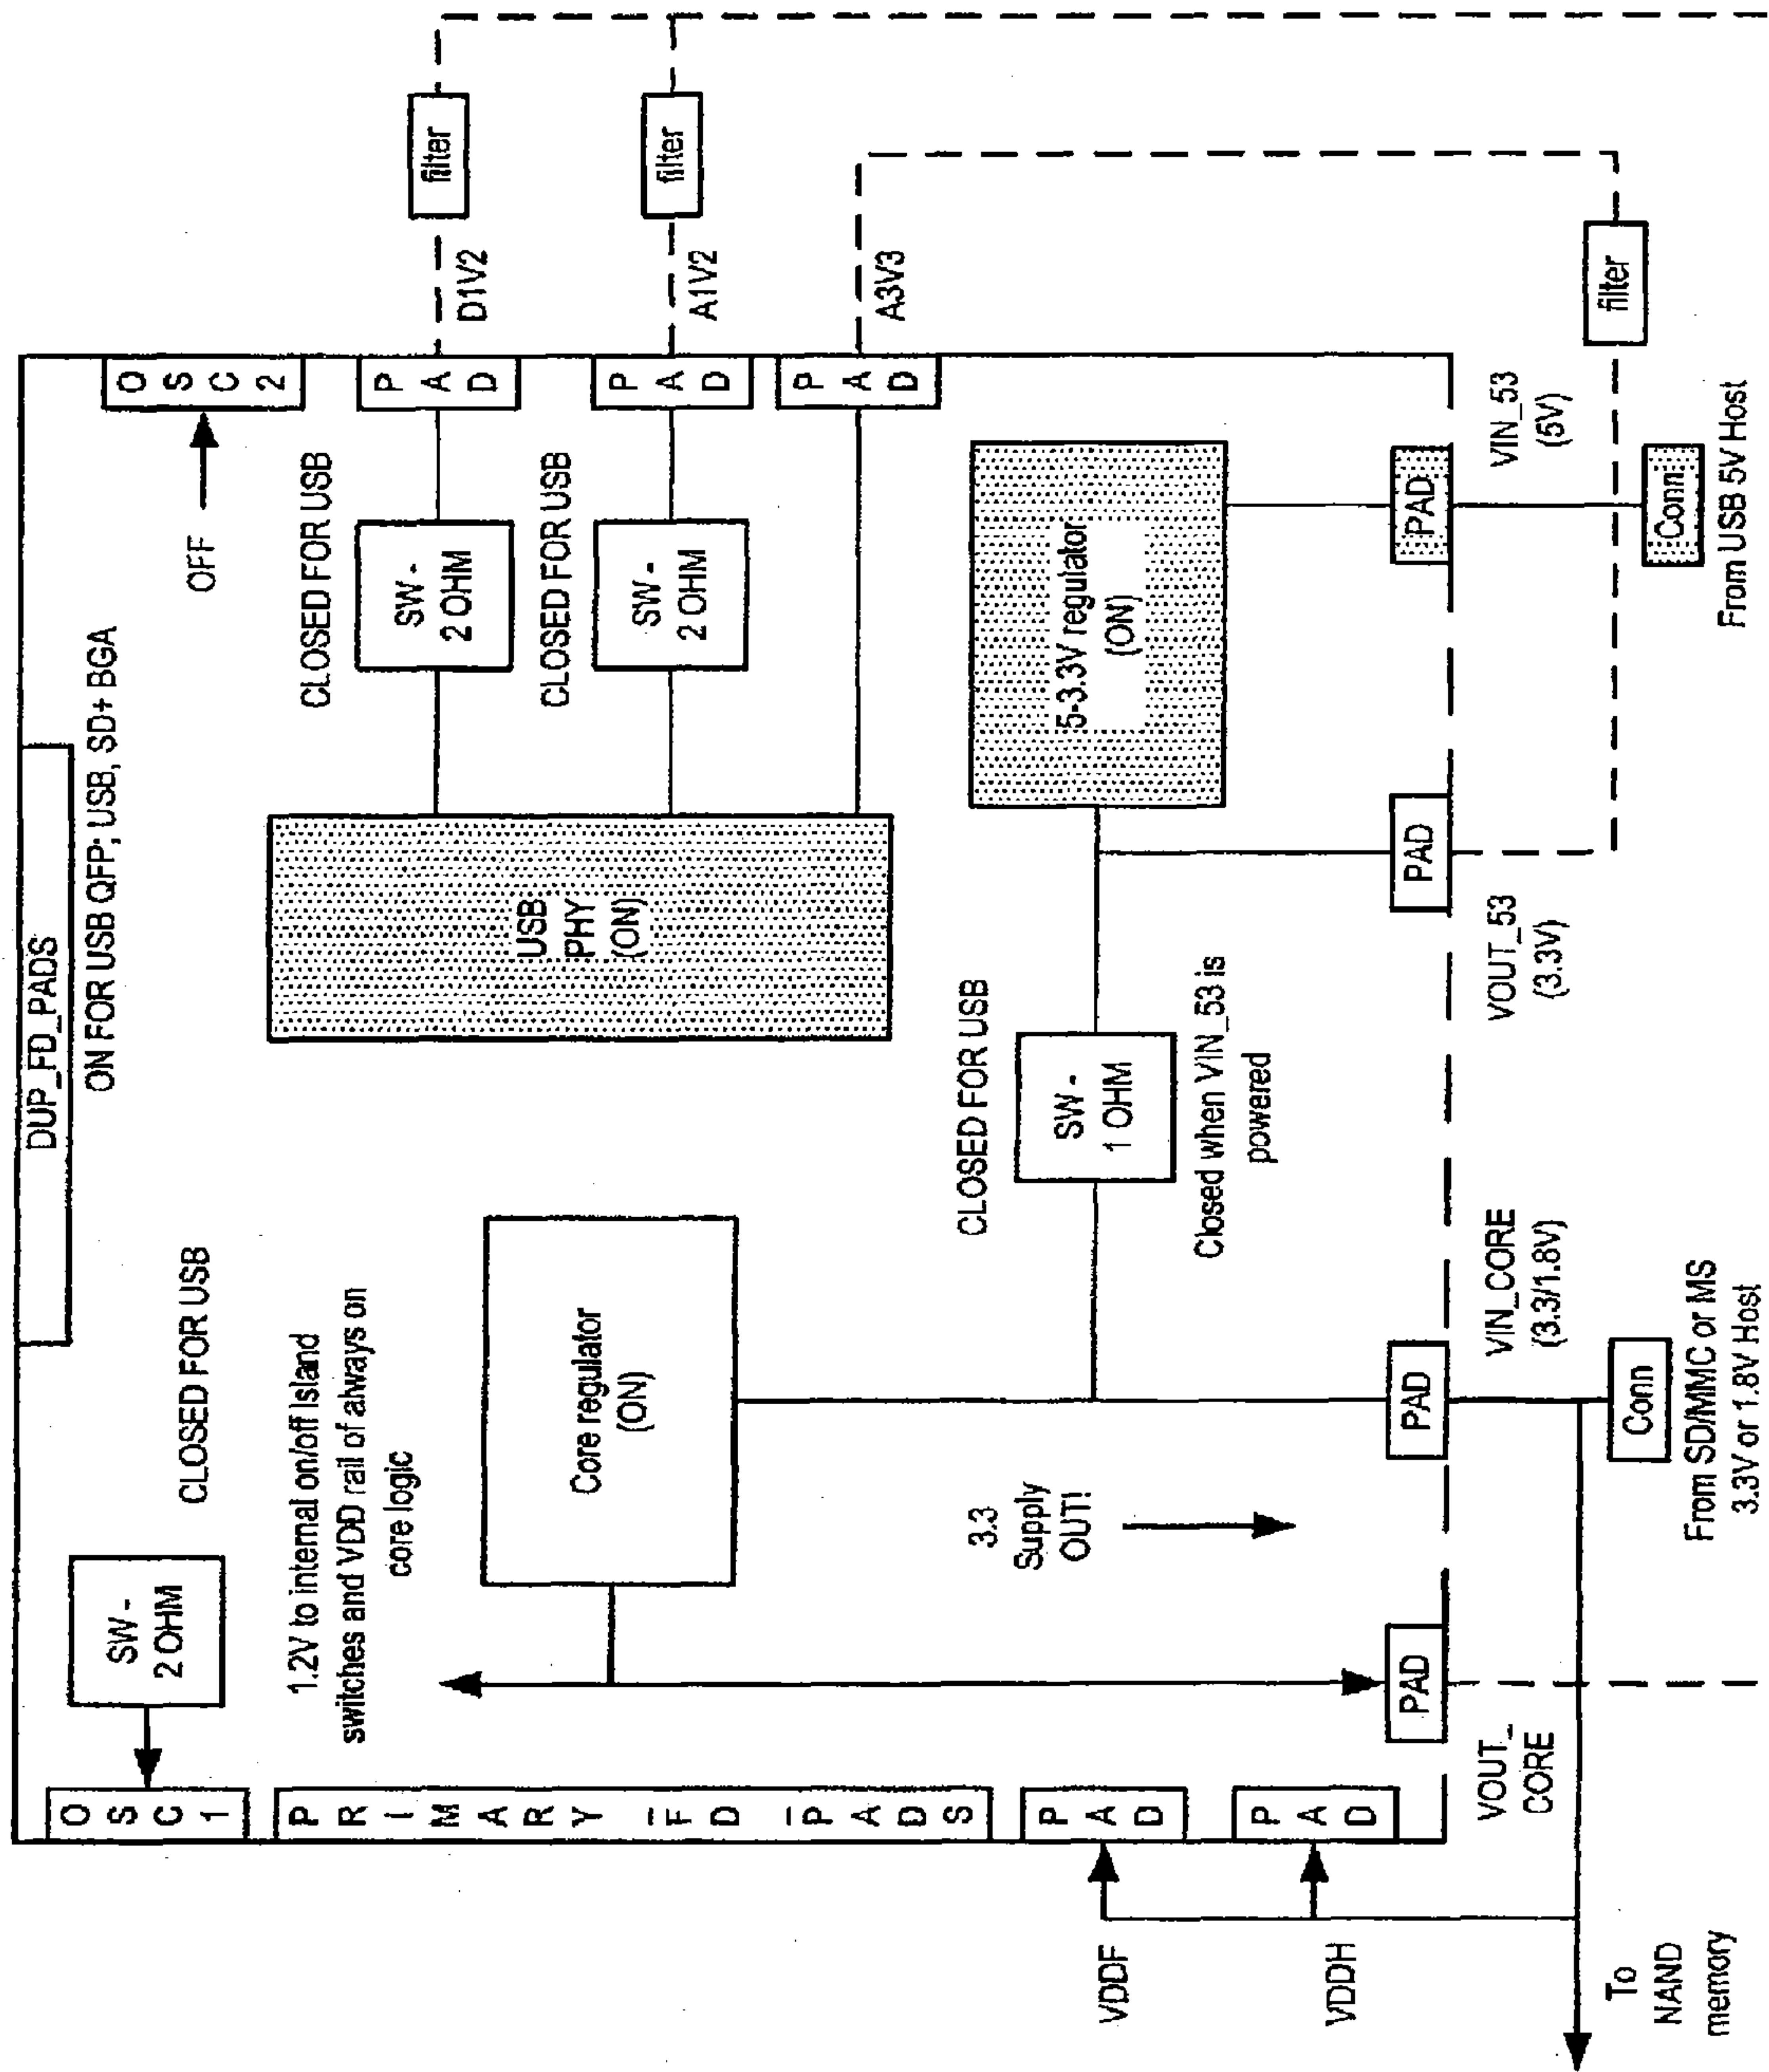 DUP_FD_PADS
ON FOR USB QFP; USB, SD+ BGA
OSC1
SW -
2 OHM
CLOSED FOR USB
OFF
OSC2
PRIMARY_FD_PADS
1.2V to internal on/off island
switches and VDD rail of always on
core logic
USB
PHY
(ON)
CLOSED FOR USB
SW -
2 OHM
PAD
D1V2
filter
CLOSED FOR USB
SW -
2 OHM
PAD
A1V2
filter
PAD
A3V3
Core regulator
(ON)
CLOSED FOR USB
SW -
1 OHM
Closed when VIN_53 is
powered
5-3.3V regulator
(ON)
3.3
Supply
OUT!
VDDF
PAD
VDDH
PAD
PAD
PAD
PAD
PAD
VOUT_
CORE
VIN_CORE
(3.3/1.8V)
VOUT_53
(3.3V)
VIN_53
(5V)
filter
To
NAND
memory
Conn
From SD/MMC or MS
3.3V or 1.8V Host
Conn
From USB 5V Host